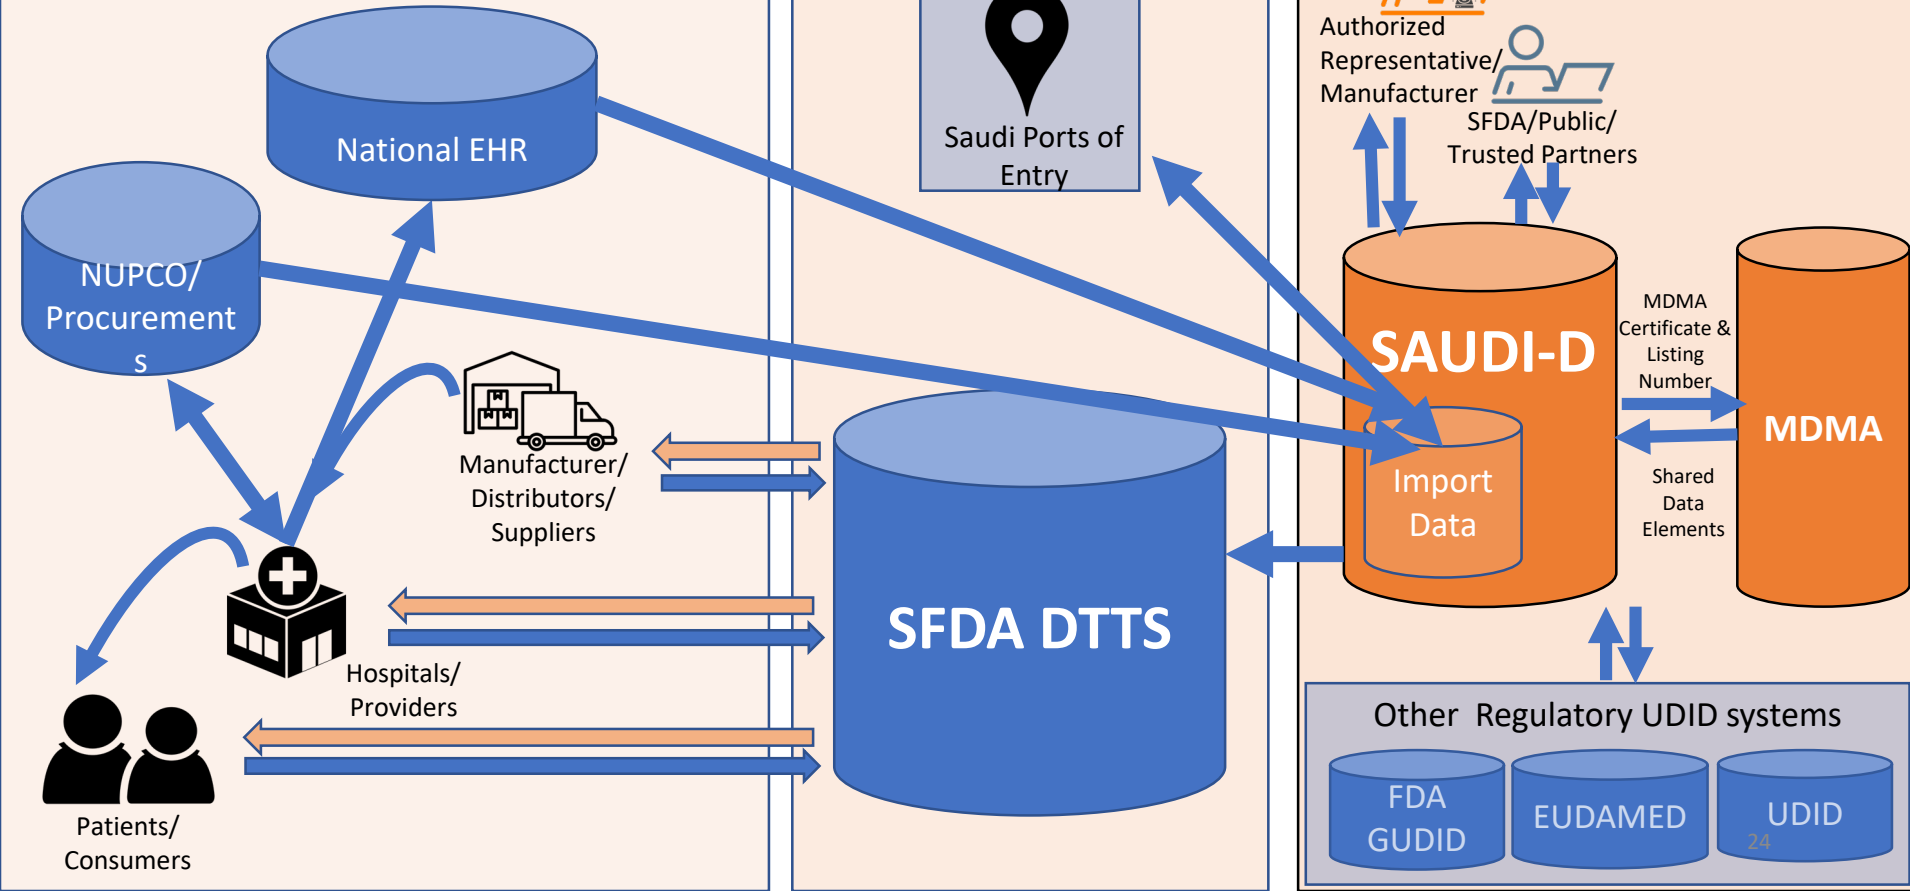 National EHR
NUPCO/
Procurement
s
Manufacturer/
Distributors/
Suppliers
Hospitals/
Providers
Patients/
Consumers
Saudi Ports of
Entry
SFDA DTTS
Authorized
Representative/
Manufacturer
SFDA/Public/
Trusted Partners
SAUDI-D
Import
Data
MDMA
Certificate &
Listing
Number
Shared
Data
Elements
MDMA
Other Regulatory UDID systems
FDA
GUDID
EUDAMED
UDID
24